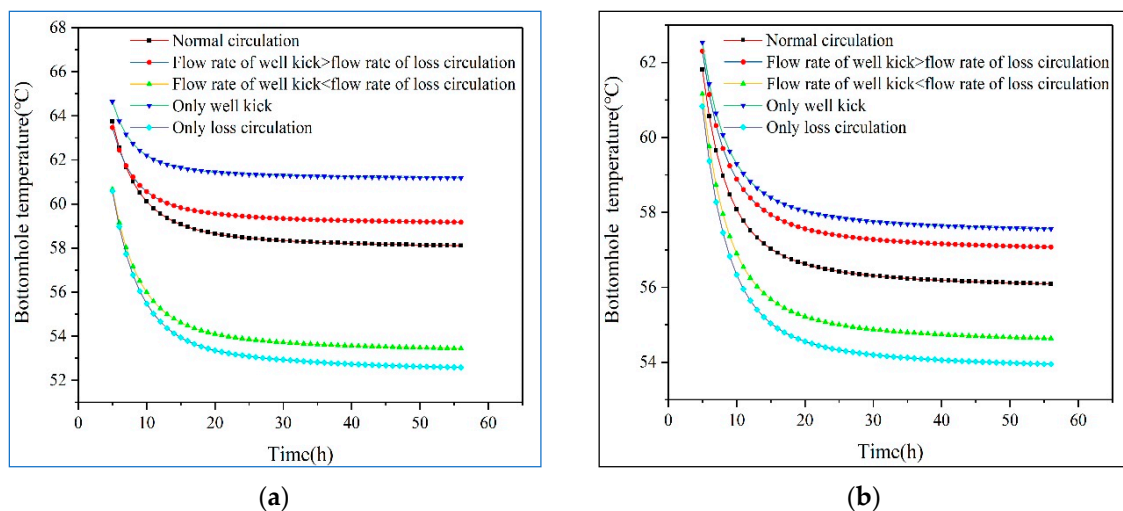 68
66
64
62
60
58
56
54
52
Bottomhole temperature(℃)
Normal circulation
Flow rate of well kick>flow rate of loss circulation
Flow rate of well kick<flow rate of loss circulation
Only well kick
Only loss circulation
0 10 20 30 40 50 60
Time(h)
(a)
62
60
58
56
54
Bottomhole temperature(℃)
Normal circulation
Flow rate of well kick>flow rate of loss circulation
Flow rate of well kick<flow rate of loss circulation
Only well kick
Only loss circulation
0 10 20 30 40 50 60
Time(h)
(b)